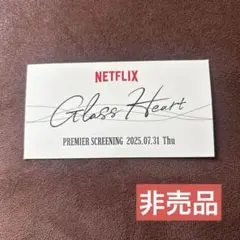 NETFLIX
Glass Heart
PREMIER SCREENING 2025.07.31 Thu
非売品